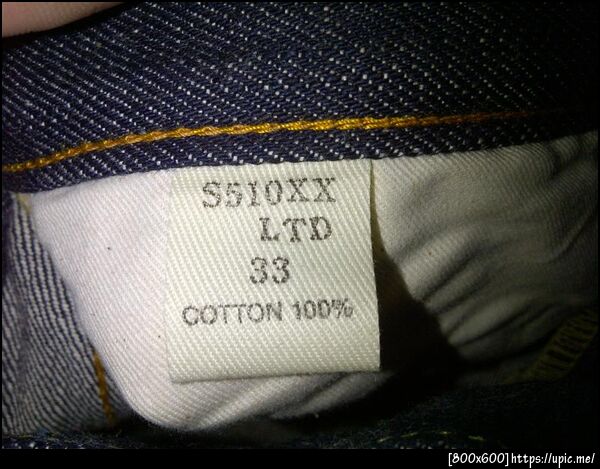 S510XX
LTD
33
COTTON 100%
[800x600]https://upic.me/